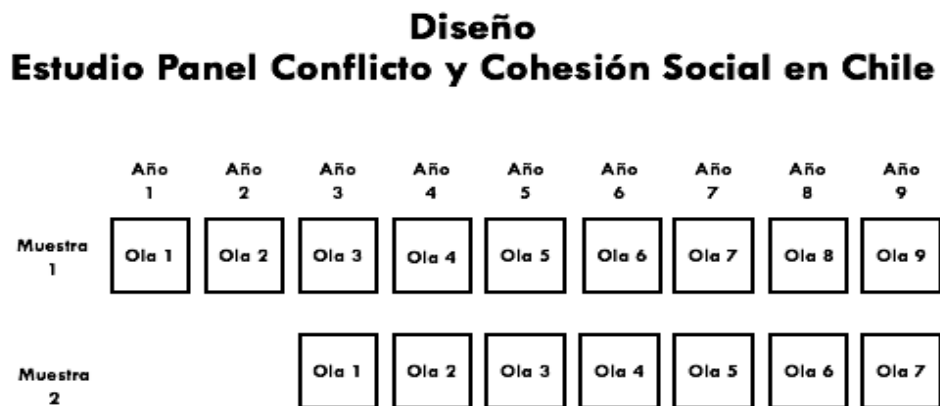 Diseño
Estudio Panel Conflicto y Cohesión Social en Chile
Año Año Año Año Año Año Año Año Año
1 2 3 4 5 6 7 8 9
Muestra
1
Ola 1 Ola 2 Ola 3 Ola 4 Ola 5 Ola 6 Ola 7 Ola 8 Ola 9
Muestra
2
Ola 1 Ola 2 Ola 3 Ola 4 Ola 5 Ola 6 Ola 7